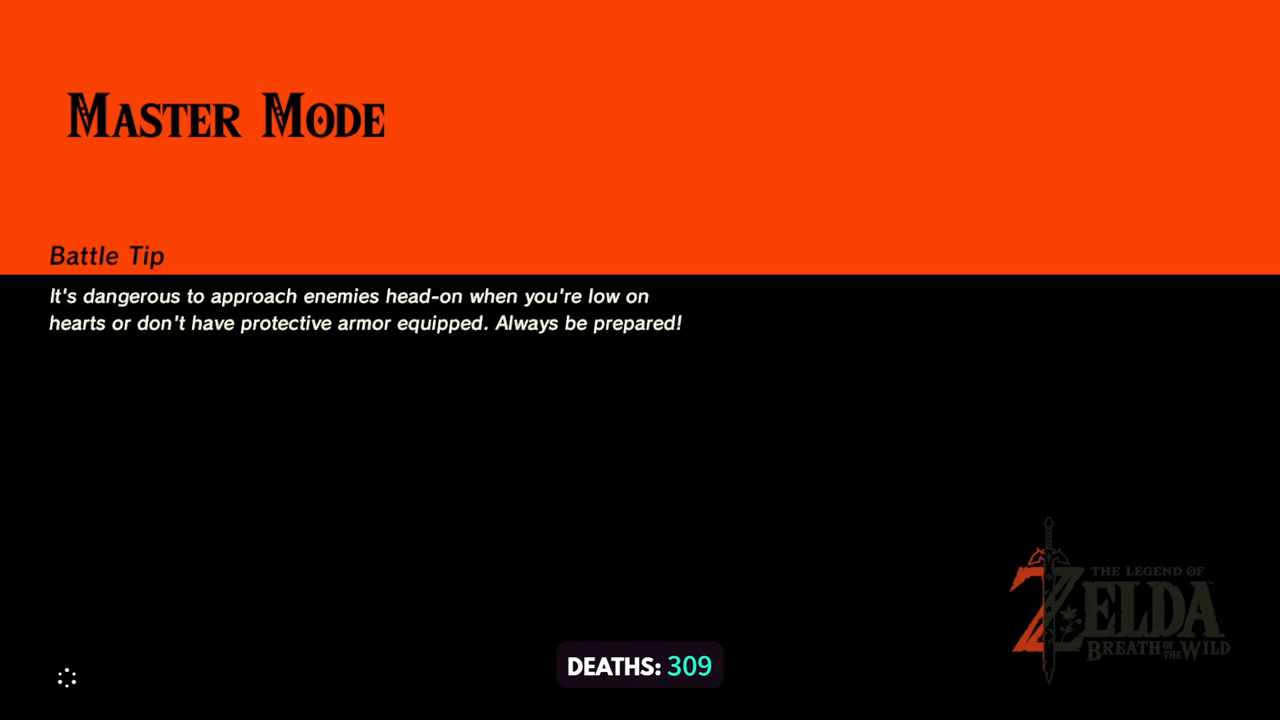 Master Mode
Battle Tip
It's dangerous to approach enemies head-on when you're low on
hearts or don't have protective armor equipped. Always be prepared!
THE LEGEND OF
ZELDA
BREATH OF THE WILD
DEATHS: 309